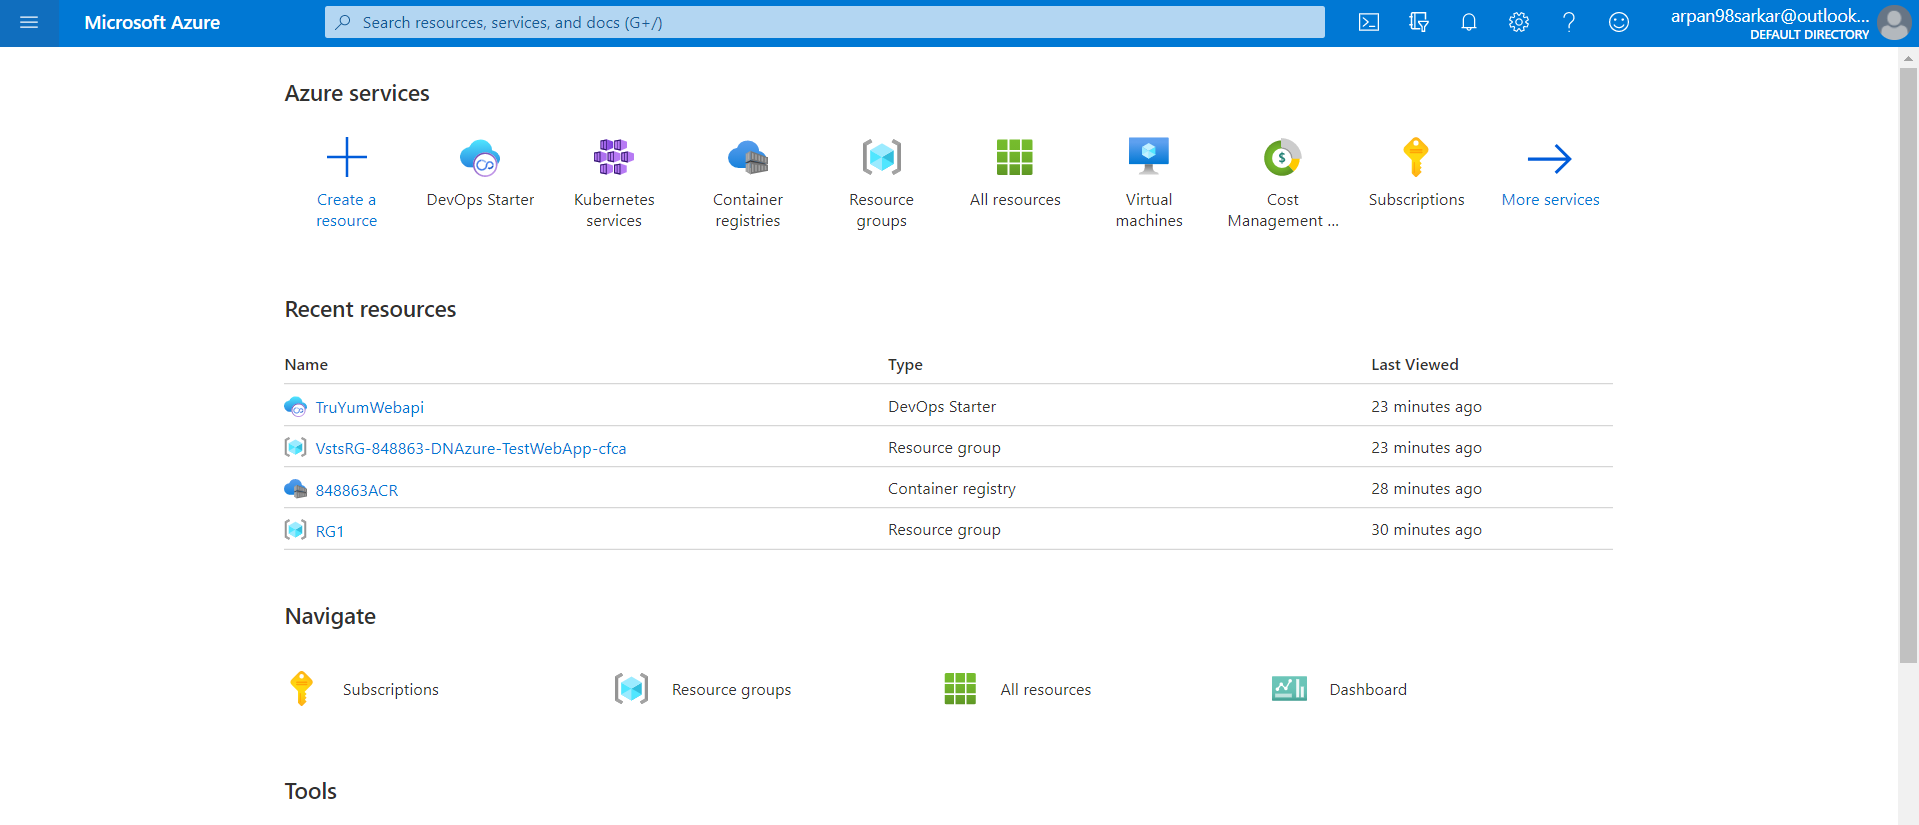 Microsoft Azure
Search resources, services, and docs (G+/)
arpan98sarkar@outlook...
DEFAULT DIRECTORY
Azure services
Create a
resource
DevOps Starter
Kubernetes
services
Container
registries
Resource
groups
All resources
Virtual
machines
Cost
Management ...
Subscriptions
More services
Recent resources
Name Type Last Viewed
TruYumWebapi DevOps Starter 23 minutes ago
VstsRG-848863-DNAzure-TestWebApp-cfca Resource group 23 minutes ago
848863ACR Container registry 28 minutes ago
RG1 Resource group 30 minutes ago
Navigate
Subscriptions Resource groups All resources Dashboard
Tools